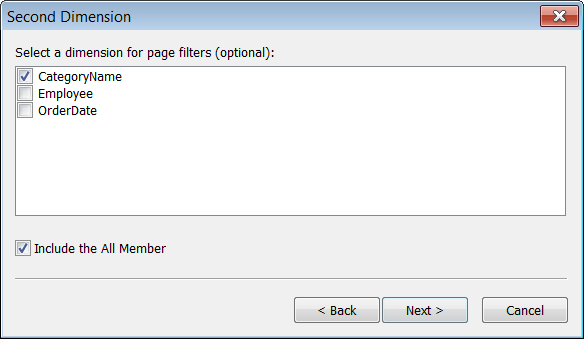 Second Dimension
Select a dimension for page filters (optional):
CategoryName
Employee
OrderDate
Include the All Member
< Back Next > Cancel